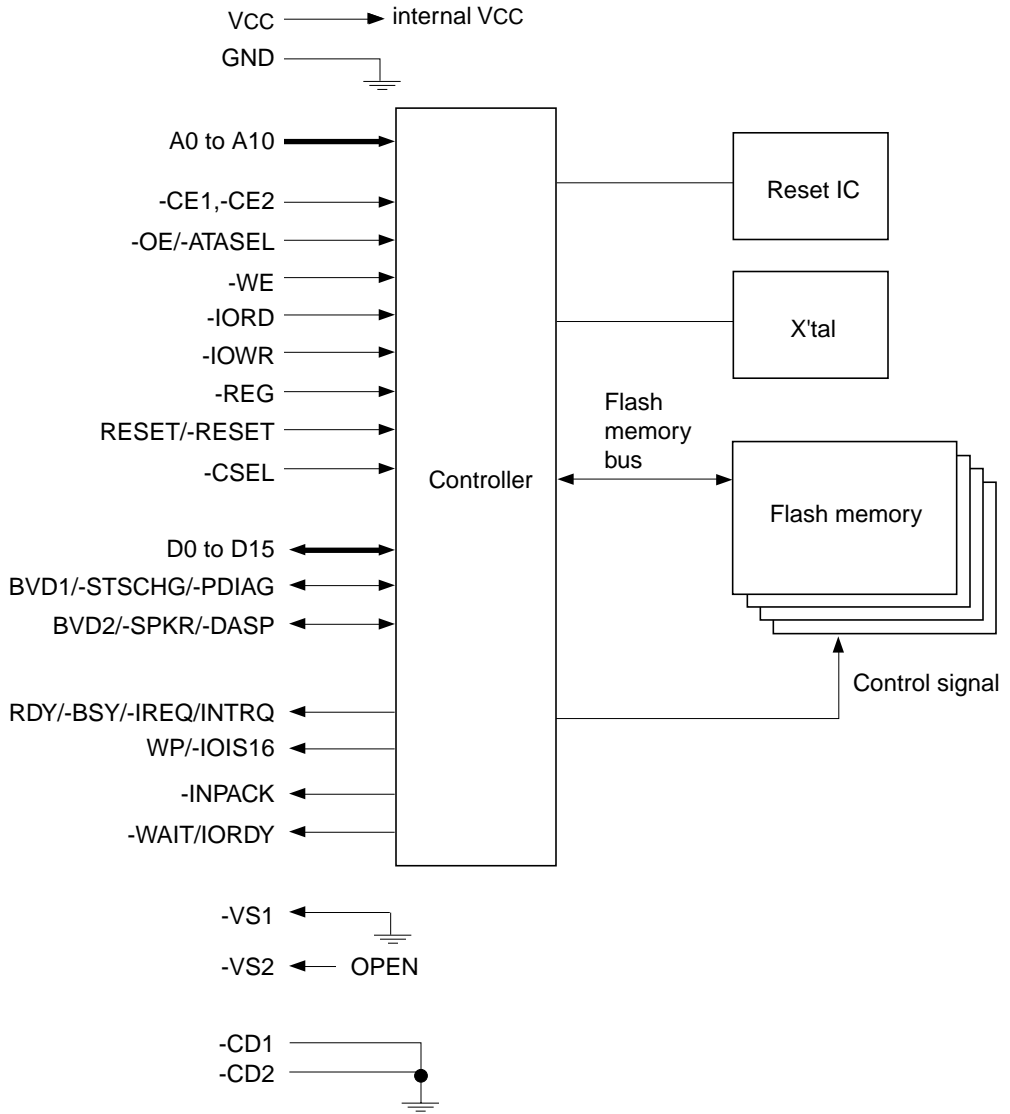 VCC
internal VCC
GND
A0 to A10
-CE1,-CE2
-OE/-ATASEL
-WE
-IORD
-IOWR
-REG
RESET/-RESET
-CSEL
D0 to D15
BVD1/-STSCHG/-PDIAG
BVD2/-SPKR/-DASP
RDY/-BSY/-IREQ/INTRQ
WP/-IOIS16
-INPACK
-WAIT/IORDY
Controller
Reset IC
X'tal
Flash
memory
bus
Flash memory
Control signal
-VS1
-VS2
OPEN
-CD1
-CD2